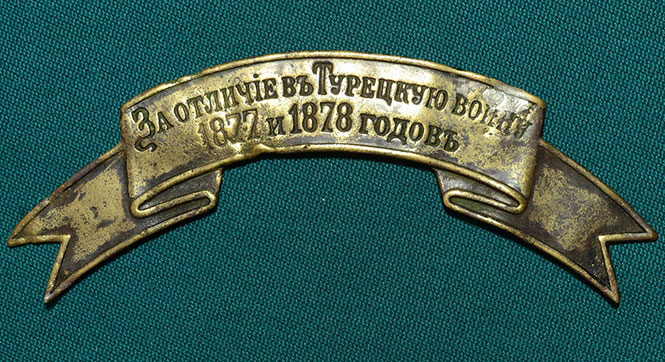 За отличіе въ Турецкую войну
1877 и 1878 годовъ